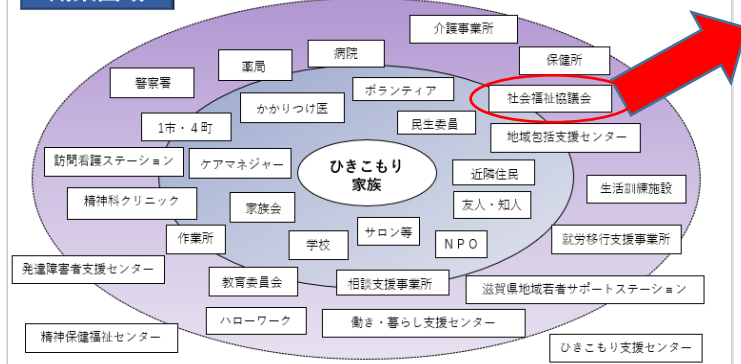 介護事業所
病院
保健所
薬局
警察署
ボランティア
社会福祉協議会
かかりつけ医
民生委員
1市・4町
地域包括支援センター
訪問看護ステーション
ケアマネジャー
ひきこもり
家族
近隣住民
生活訓練施設
精神科クリニック
家族会
友人・知人
作業所
サロン等
学校
NPO
就労移行支援事業所
発達障害者支援センター
教育委員会
相談支援事業所
滋賀県地域若者サポートステーション
ハローワーク
働き・暮らし支援センター
精神保健福祉センター
ひきこもり支援センター